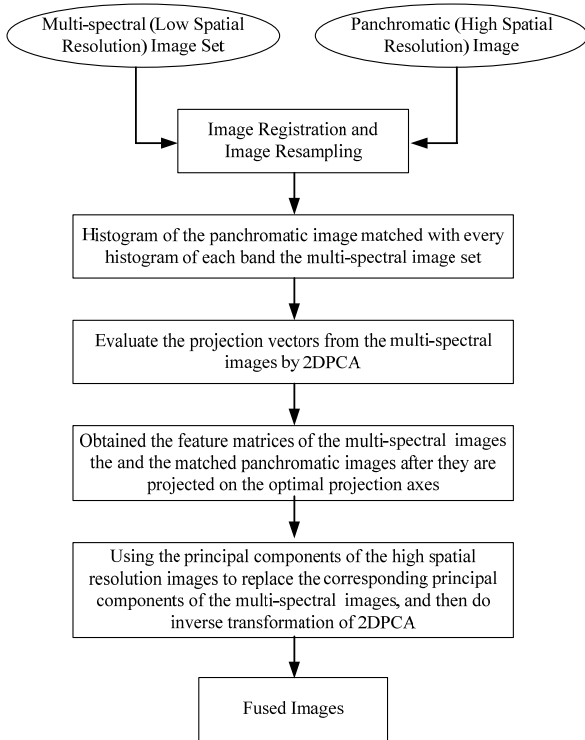 Multi-spectral (Low Spatial
Resolution) Image Set
Panchromatic (High Spatial
Resolution) Image
Image Registration and
Image Resampling
Histogram of the panchromatic image matched with every
histogram of each band the multi-spectral image set
Evaluate the projection vectors from the multi-spectral
images by 2DPCA
Obtained the feature matrices of the multi-spectral images
the and the matched panchromatic images after they are
projected on the optimal projection axes
Using the principal components of the high spatial
resolution images to replace the corresponding principal
components of the multi-spectral images, and then do
inverse transformation of 2DPCA
Fused Images